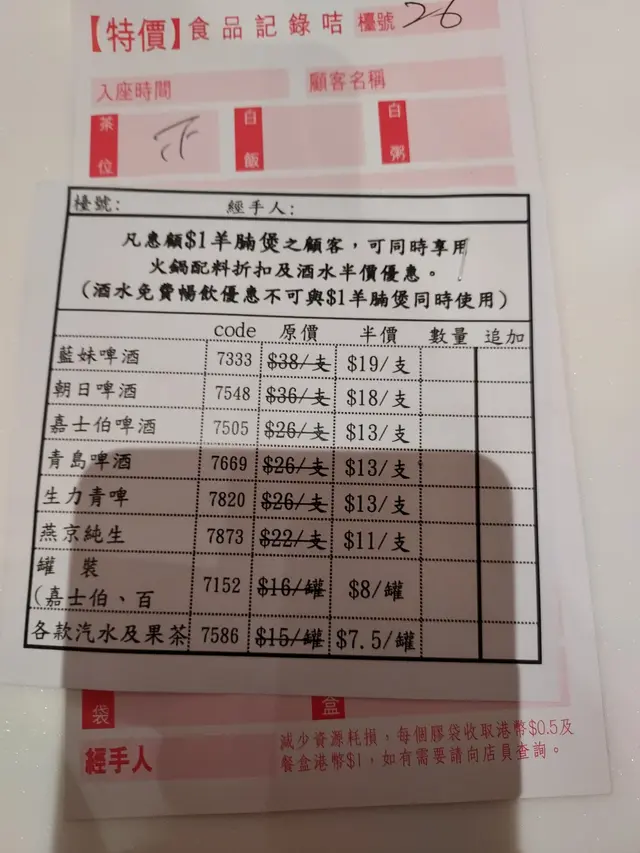 【特價】食品記錄咭 檯號 26
入座時間 顧客名稱
茶位 正 白飯 白粥
檯號: 經手人:
凡惠顧$1羊腩煲之顧客，可同時享用
火鍋配料折扣及酒水半價優惠。
(酒水免費暢飲優惠不可與$1羊腩煲同時使用)
code 原價 半價 數量 追加
藍妹啤酒 7333 $38/支 $19/支
朝日啤酒 7548 $36/支 $18/支
嘉士伯啤酒 7505 $26/支 $13/支
青島啤酒 7669 $26/支 $13/支
生力青啤 7820 $26/支 $13/支
燕京純生 7873 $22/支 $11/支
罐 裝
(嘉士伯、百 7152 $16/罐 $8/罐
各款汽水及果茶 7586 $15/罐 $7.5/罐
袋 盒
經手人
減少資源耗損，每個膠袋收取港幣$0.5及
餐盒港幣$1，如有需要請向店員查詢。